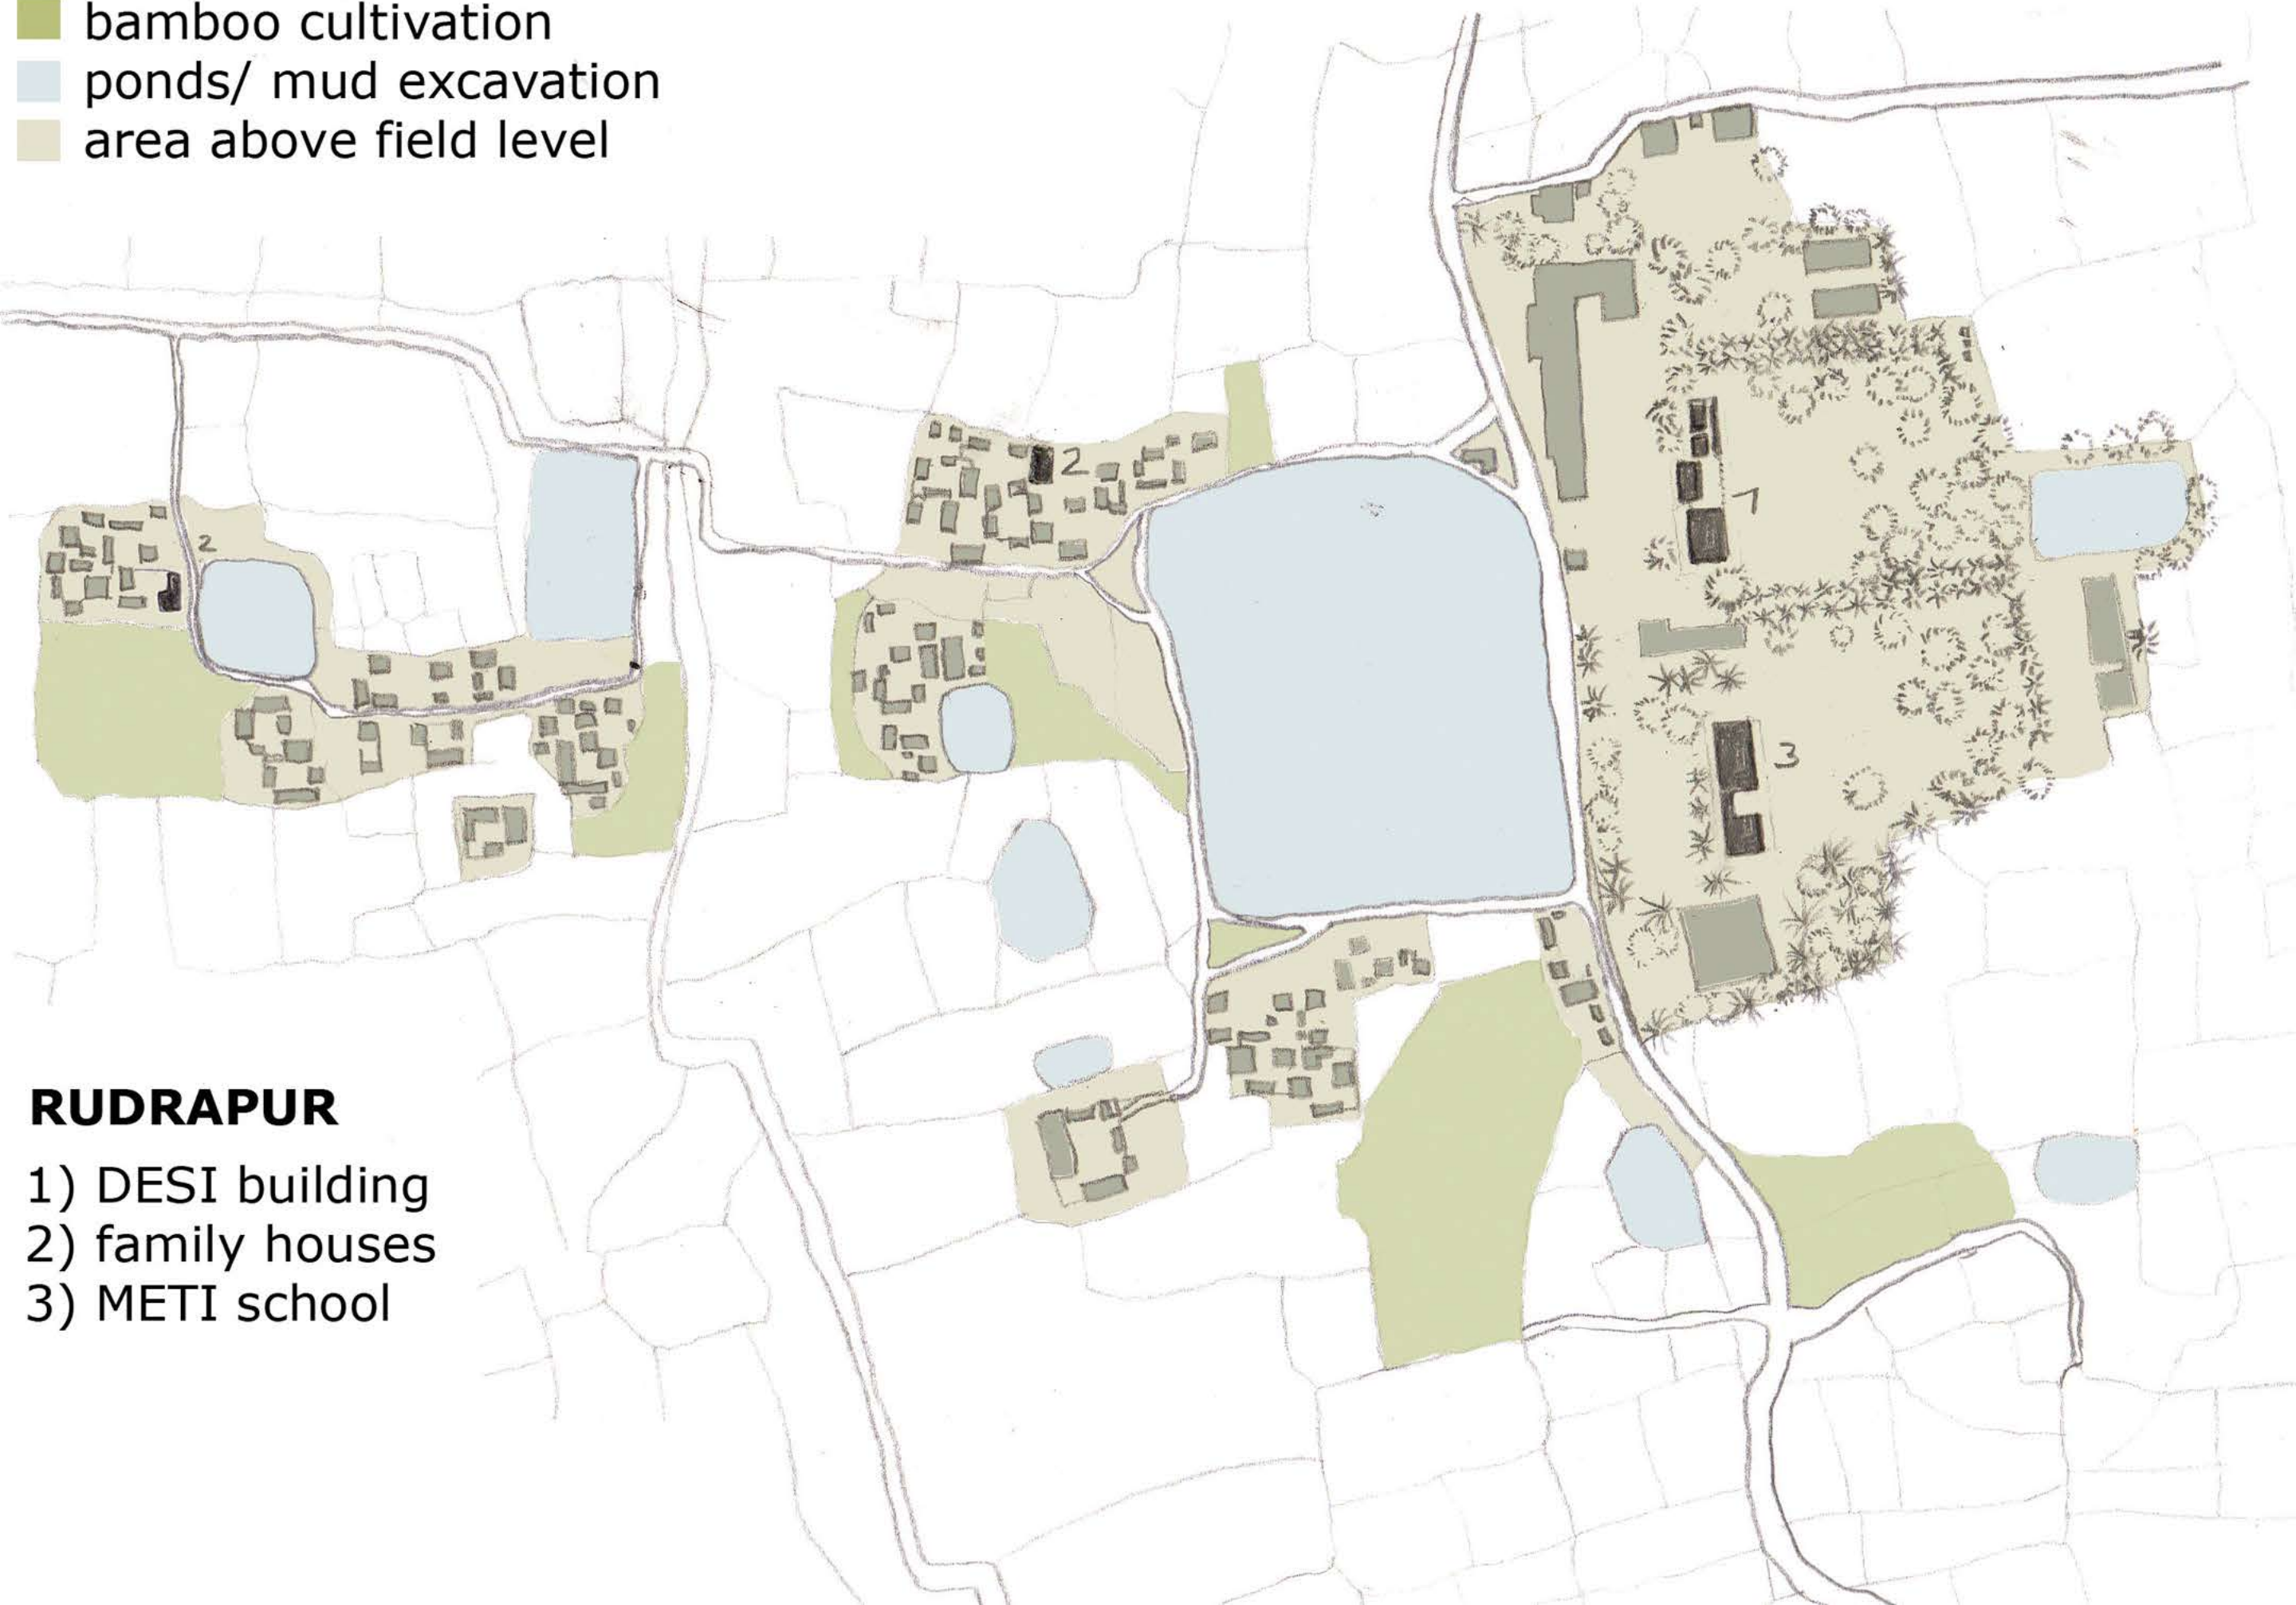 bamboo cultivation
ponds/ mud excavation
area above field level
2
1
2
3
RUDRAPUR
1) DESI building
2) family houses
3) METI school